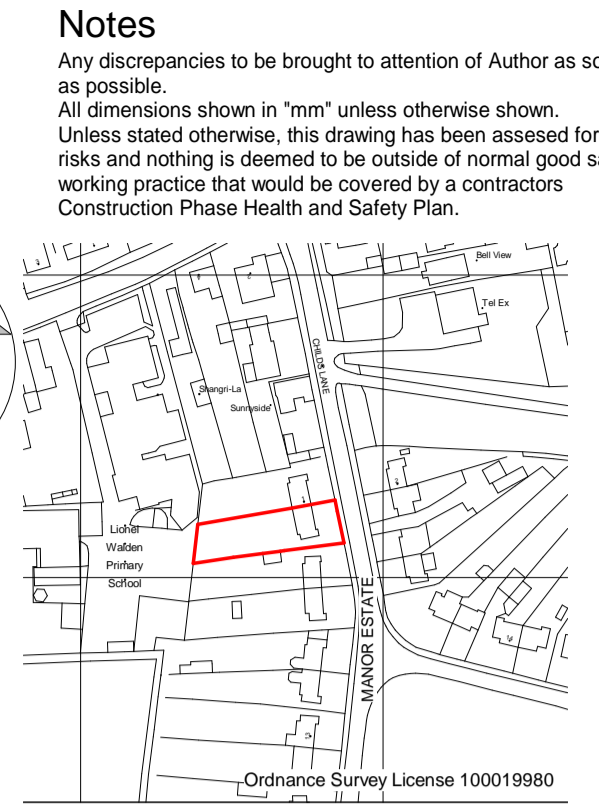 Notes
Any discrepancies to be brought to attention of Author as so
as possible.
All dimensions shown in "mm" unless otherwise shown.
Unless stated otherwise, this drawing has been assesed for
risks and nothing is deemed to be outside of normal good sa
working practice that would be covered by a contractors
Construction Phase Health and Safety Plan.
Bell View
Tel Ex
CHILDS LANE
Shangri-La
Sunnyside
Lionel
Walden
Primary
School
MANOR ESTATE
Ordnance Survey License 100019980